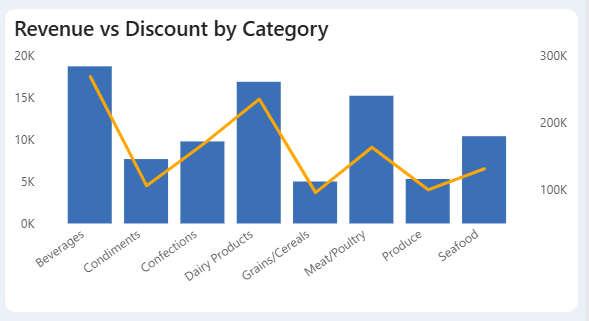 Revenue vs Discount by Category
20K
15K
10K
5K
0K
300K
200K
100K
Beverages
Condiments
Confections
Dairy Products
Grains/Cereals
Meat/Poultry
Produce
Seafood